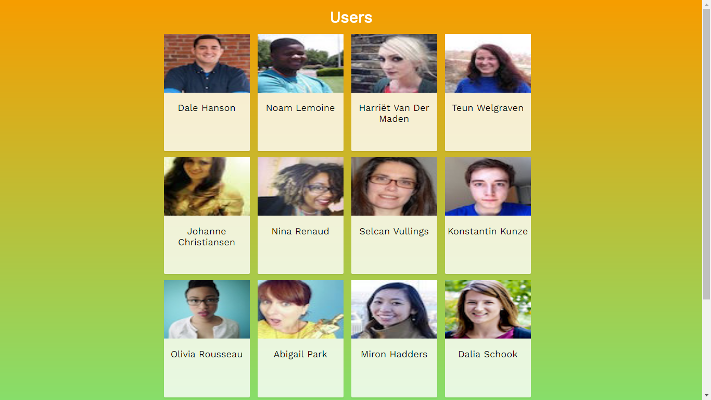 Users
Dale Hanson
Noam Lemoine
Harriët Van Der
Maden
Teun Welgraven
Johanne
Christiansen
Nina Renaud
Selcan Vullings
Konstantin Kunze
Olivia Rousseau
Abigail Park
Miron Hadders
Dalia Schook